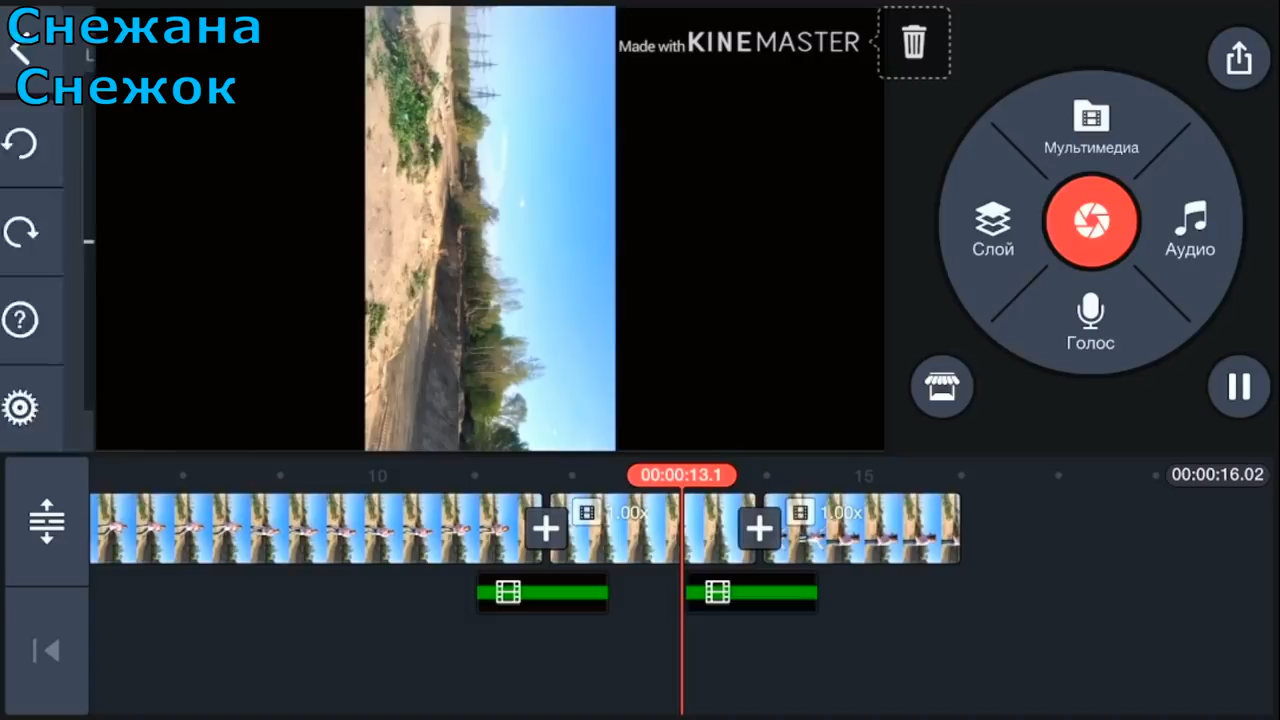 Снежана
Снежок
L
Made with KINEMASTER
Мультимедиа
Слой
Аудио
Голос
10
00:00:13.1
15
00:00:16.02
1.00x
1.00x